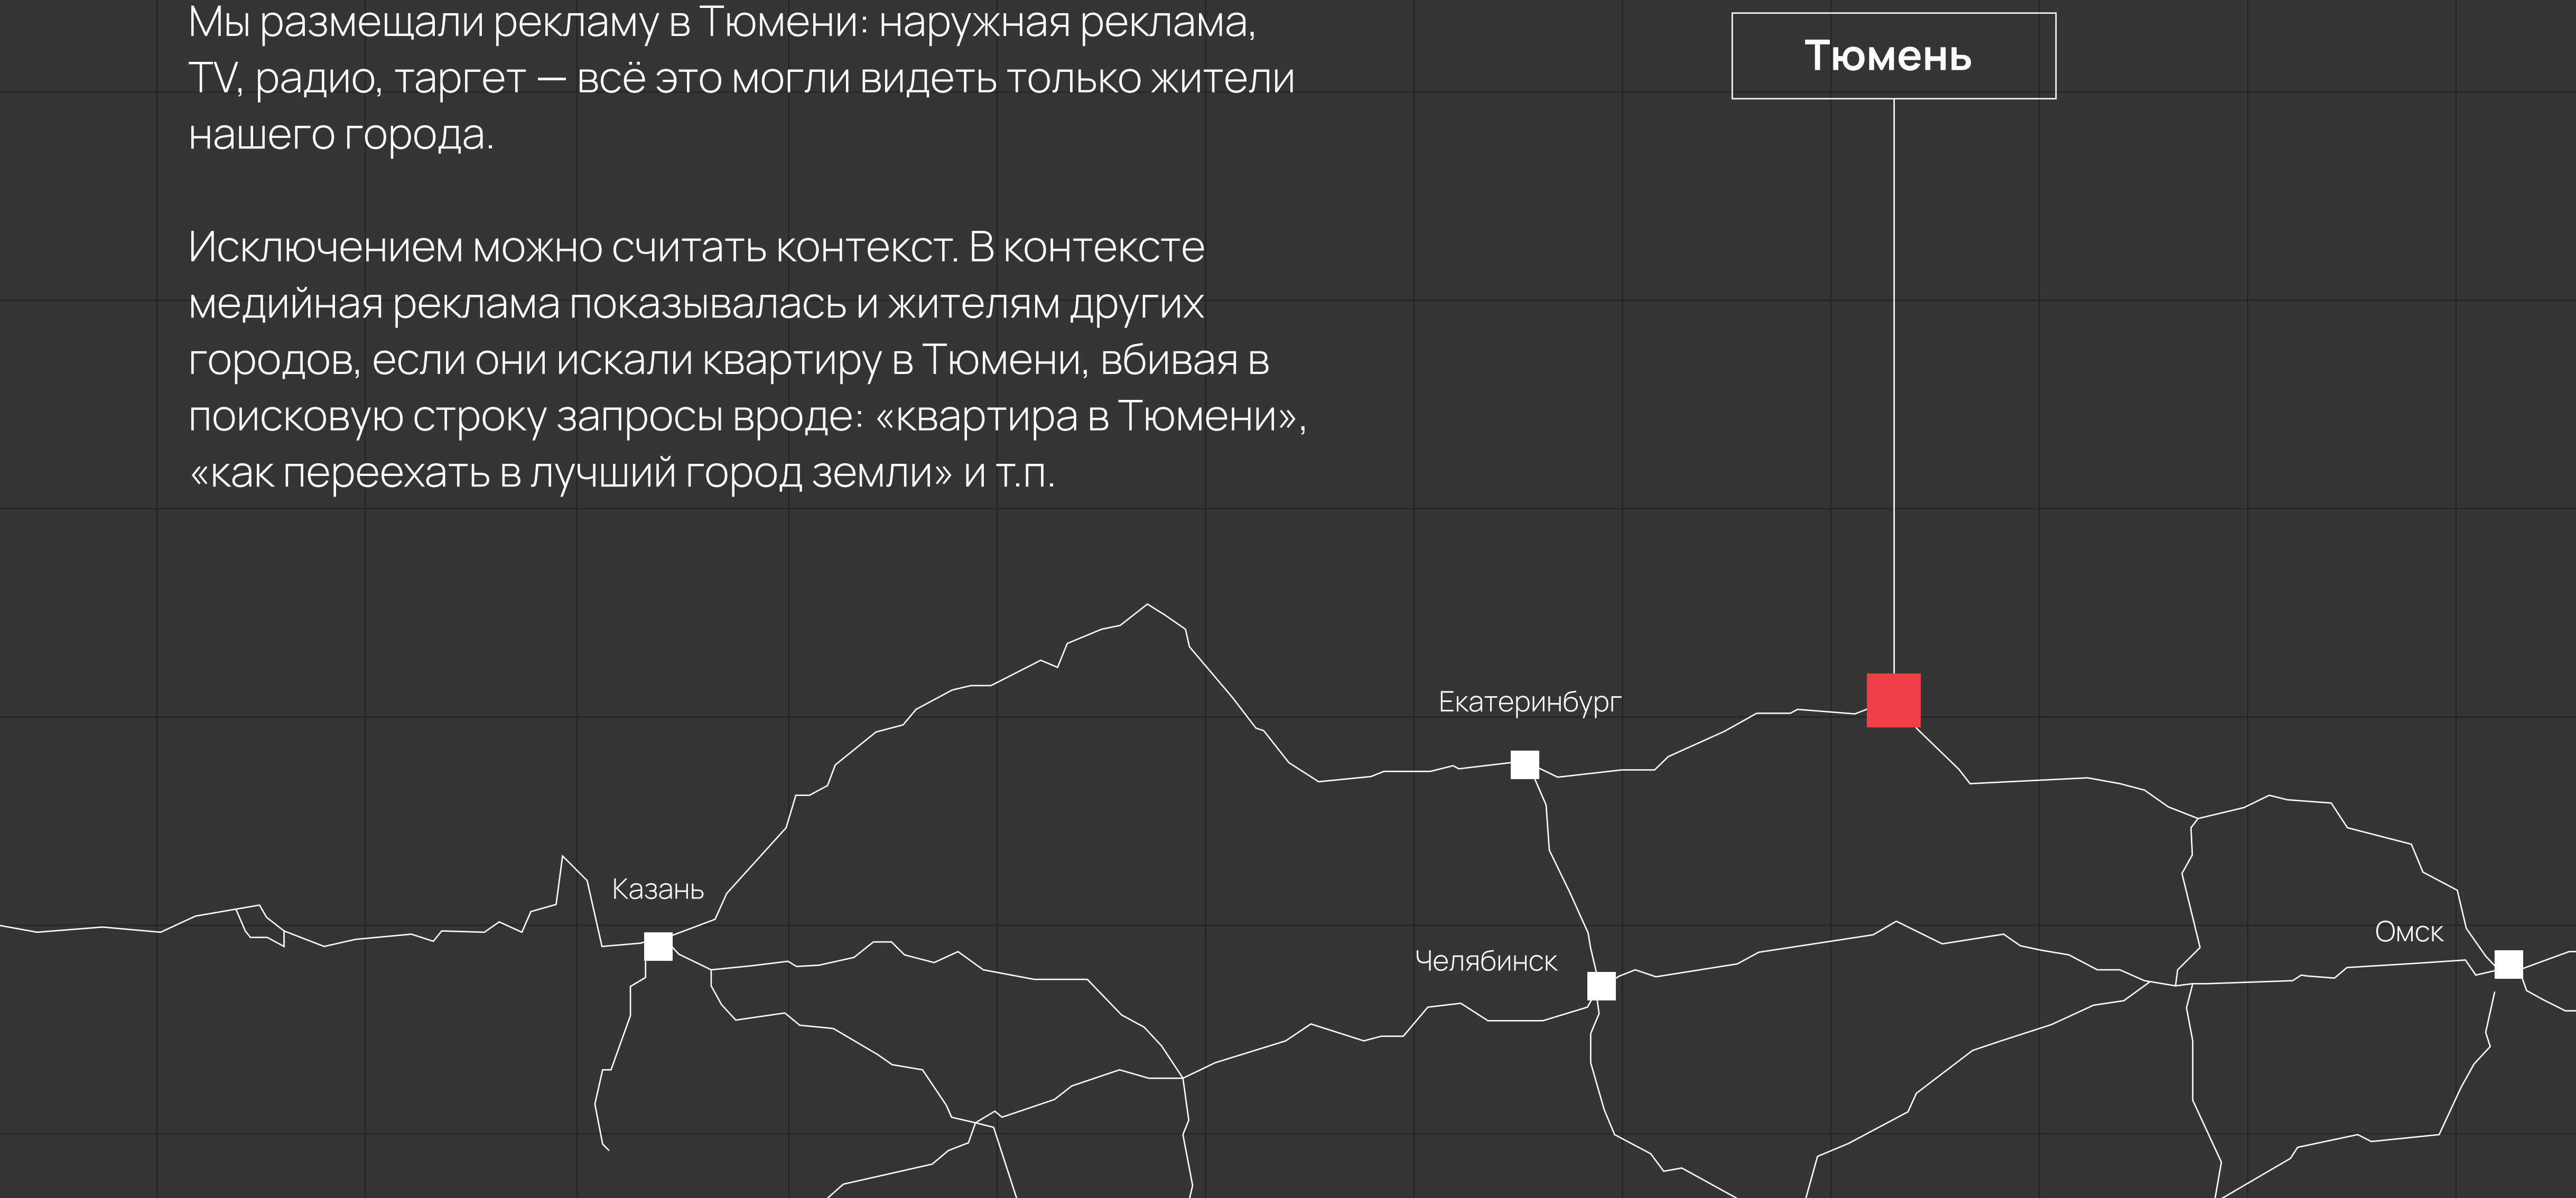 Мы размещали рекламу в Тюмени: наружная реклама,
TV, радио, таргет — всё это могли видеть только жители
нашего города.
Исключением можно считать контекст. В контексте
медийная реклама показывалась и жителям других
городов, если они искали квартиру в Тюмени, вбивая в
поисковую строку запросы вроде: «квартира в Тюмени»,
«как переехать в лучший город земли» и т.п.
Тюмень
Екатеринбург
Казань
Челябинск
Омск